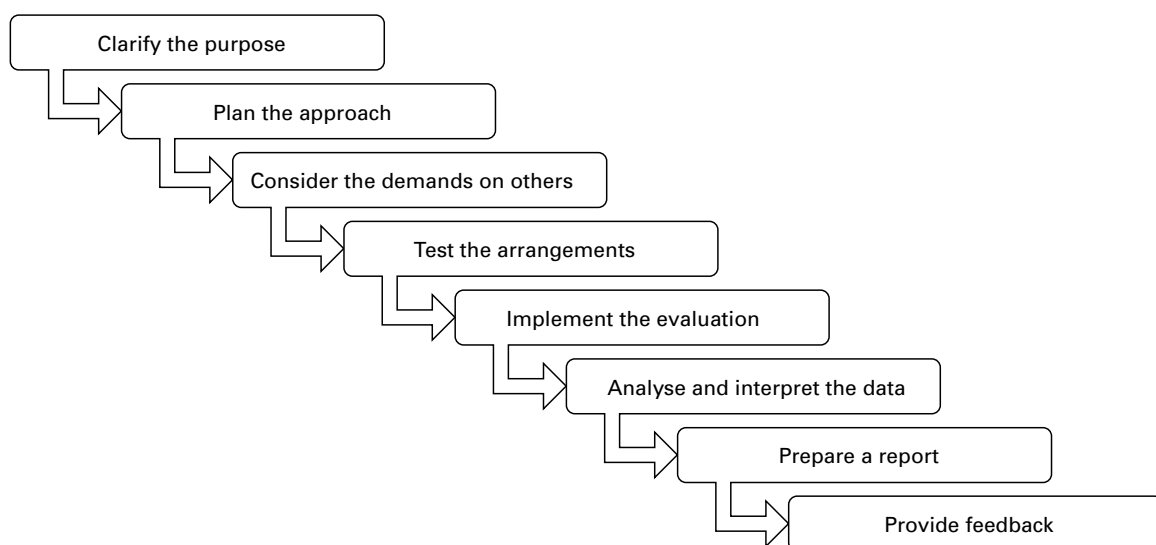 Clarify the purpose
Plan the approach
Consider the demands on others
Test the arrangements
Implement the evaluation
Analyse and interpret the data
Prepare a report
Provide feedback